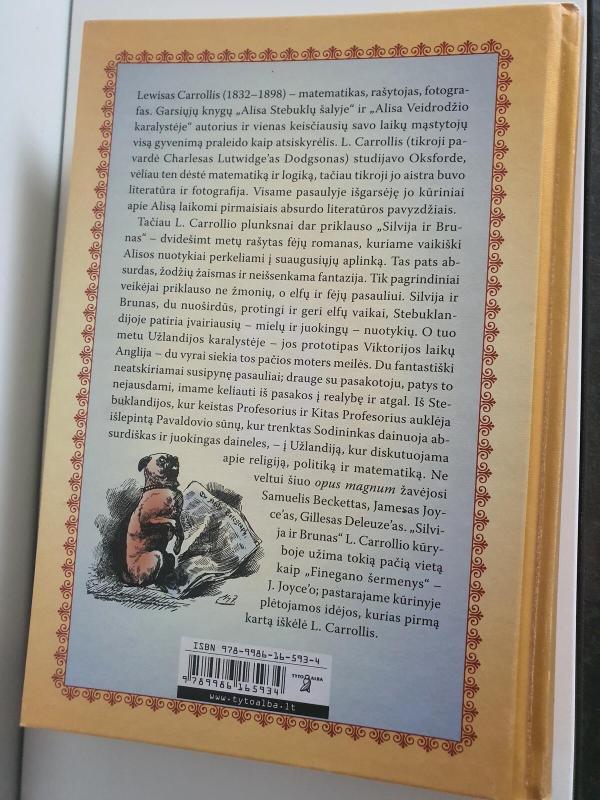 Lewisas Carrollis (1832–1898) – matematikas, rašytojas, fotogra-
fas. Garsiųjų knygų „Alisa Stebuklų šalyje“ ir „Alisa Veidrodžio
karalystėje“ autorius ir vienas keisčiausių savo laikų mąstytojų
visą gyvenimą praleido kaip atsiskyrėlis. L. Carrollis (tikroji pa-
vardė Charlesas Lutwidge’as Dodgsonas) studijavo Oksforde,
vėliau ten dėstė matematiką ir logiką, tačiau tikroji jo aistra buvo
literatūra ir fotografija. Visame pasaulyje išgarsėję jo kūriniai
apie Alisą laikomi pirmaisiais absurdo literatūros pavyzdžiais.
Tačiau L. Carrollio plunksnai dar priklauso „Silvija ir Bru-
nas“ – dvidešimt metų rašytas fėjų romanas, kuriame vaikiški
Alisos nuotykiai perkeliami į suaugusiųjų aplinką. Tas pats ab-
surdas, žodžių žaismas ir neišsenkama fantazija. Tik pagrindiniai
veikėjai priklauso ne žmonių, o elfų ir fėjų pasauliui. Silvija ir
Brunas, du nuoširdūs, protingi ir geri elfų vaikai, Stebuklan-
dijoje patiria įvairiausių – mielų ir juokingų – nuotykių. O tuo
metu Užlandijos karalystėje – jos prototipas Viktorijos laikų
Anglija – du vyrai siekia tos pačios moters meilės. Du fantastiški
neatskiriamai susipynę pasauliai; drauge su pasakotoju, patys to
nejausdami, imame keliauti iš pasakos į realybę ir atgal. Iš Ste-
buklandijos, kur keistas Profesorius ir Kitas Profesorius auklėja
išlepintą Pavaldovio sūnų, kur trenktas Sodininkas dainuoja ab-
surdiškas ir juokingas daineles, – į Užlandiją, kur diskutuojama
apie religiją, politiką ir matematiką. Ne
veltui šiuo opus magnum žavėjosi
Samuelis Beckettas, Jamesas Joy-
ce’as, Gillesas Deleuze’as. „Silvi-
ja ir Brunas“ L. Carrollio kūry-
boje užima tokią pačią vietą
kaip „Finegano šermenys“ –
J. Joyce’o; pastarajame kūrinyje
plėtojamos idėjos, kurias pirmą
kartą iškėlė L. Carrollis.
ISBN 978-9986-16-593-4
9 789986 165934
TYTO ALBA
www.tytoalba.lt